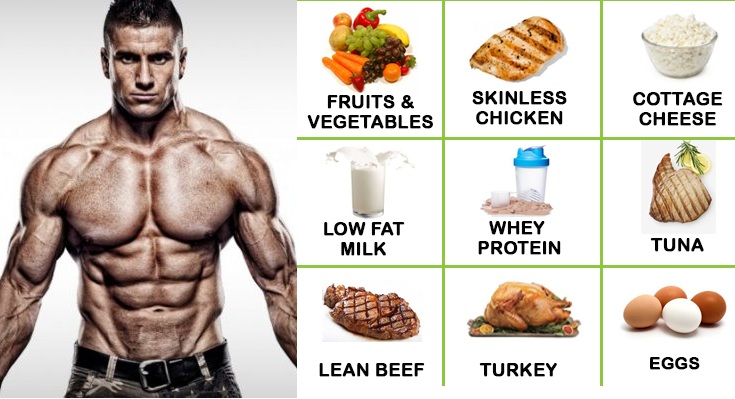 FRUITS &
VEGETABLES
SKINLESS
CHICKEN
COTTAGE
CHEESE
LOW FAT
MILK
WHEY
PROTEIN
TUNA
LEAN BEEF
TURKEY
EGGS